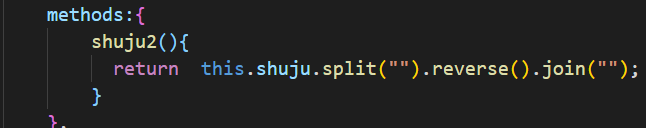 methods:{
shuju2(){
return  this.shuju.split("").reverse().join("");
}
},